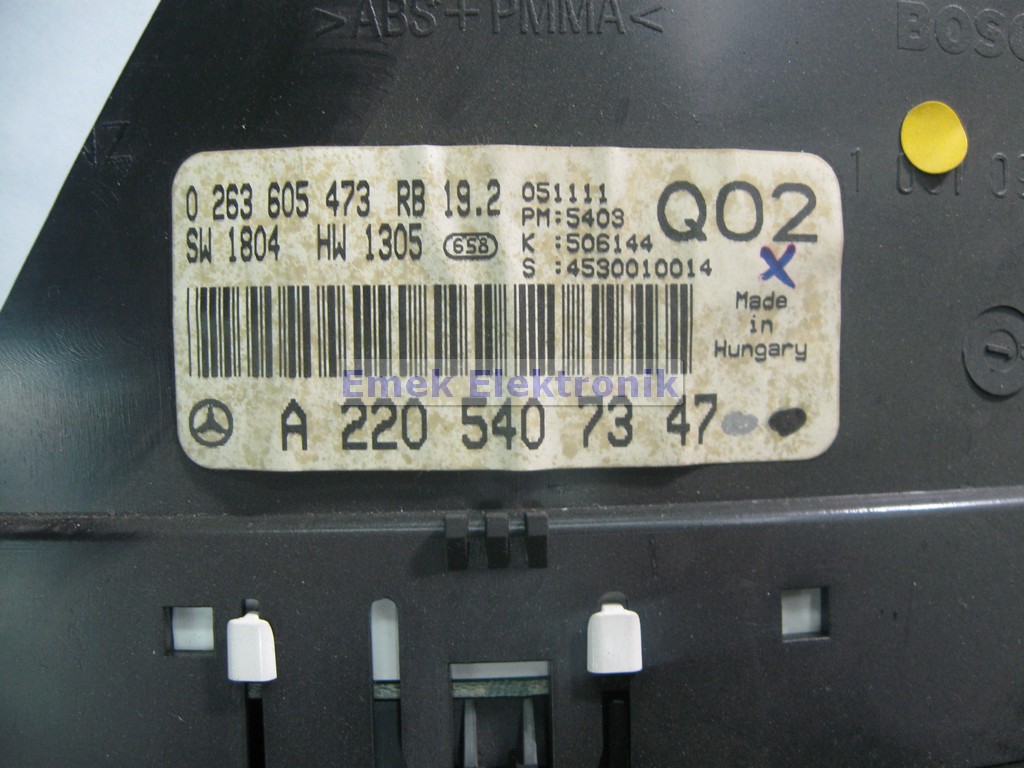 >ABS+PMMA<
BOSC
0 263 605 473 RB 19.2
SW 1804 HW 1305 658
051111
PM:5403
K :506144
S :4530010014
Q02
X
Made
in
Hungary
Emek Elektronik
A 220 540 73 47